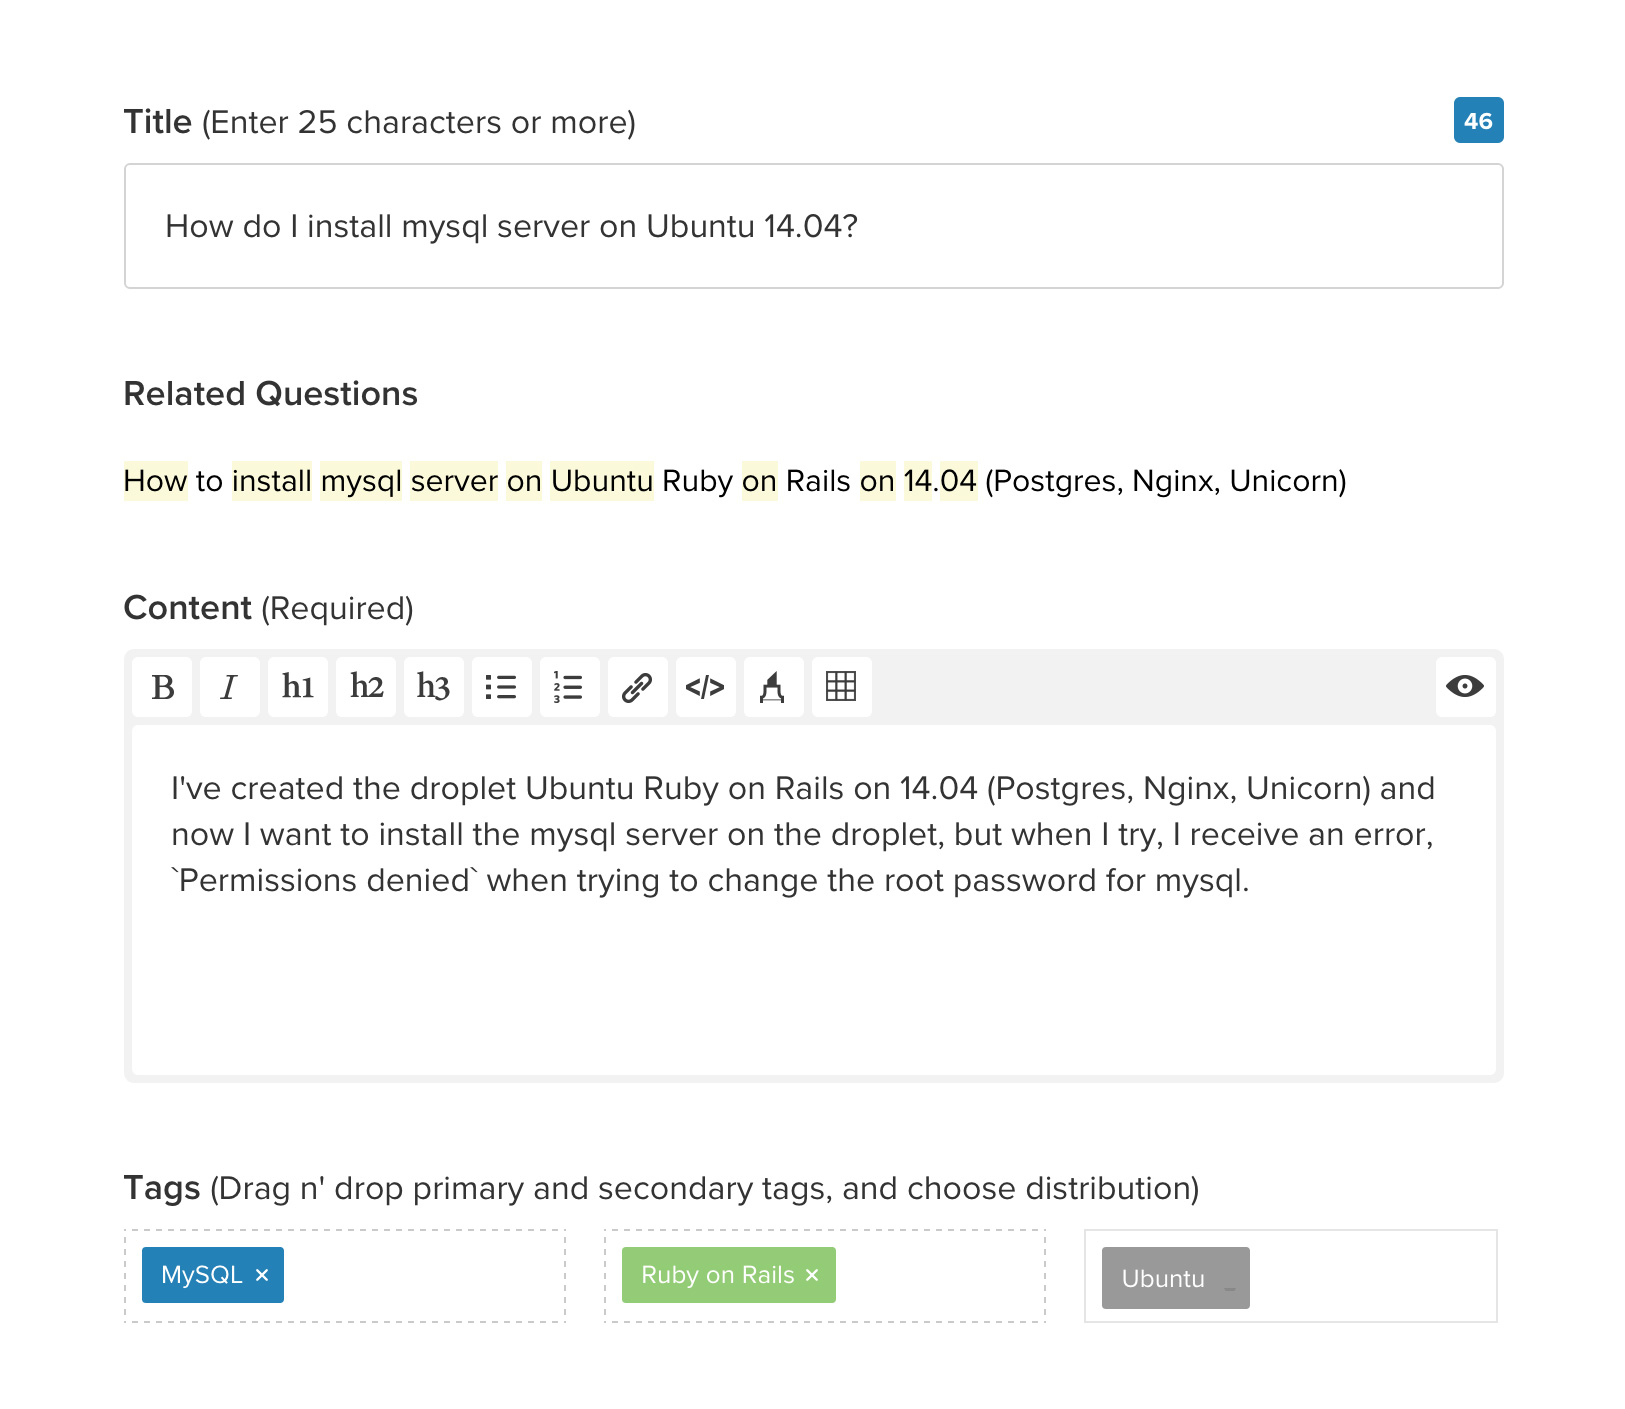 Title (Enter 25 characters or more)
46
How do I install mysql server on Ubuntu 14.04?
Related Questions
How to install mysql server on Ubuntu Ruby on Rails on 14.04 (Postgres, Nginx, Unicorn)
Content (Required)
B I h1 h2 h3 1 2 3 </>
I've created the droplet Ubuntu Ruby on Rails on 14.04 (Postgres, Nginx, Unicorn) and
now I want to install the mysql server on the droplet, but when I try, I receive an error,
`Permissions denied` when trying to change the root password for mysql.
Tags (Drag n' drop primary and secondary tags, and choose distribution)
MySQL × Ruby on Rails × Ubuntu